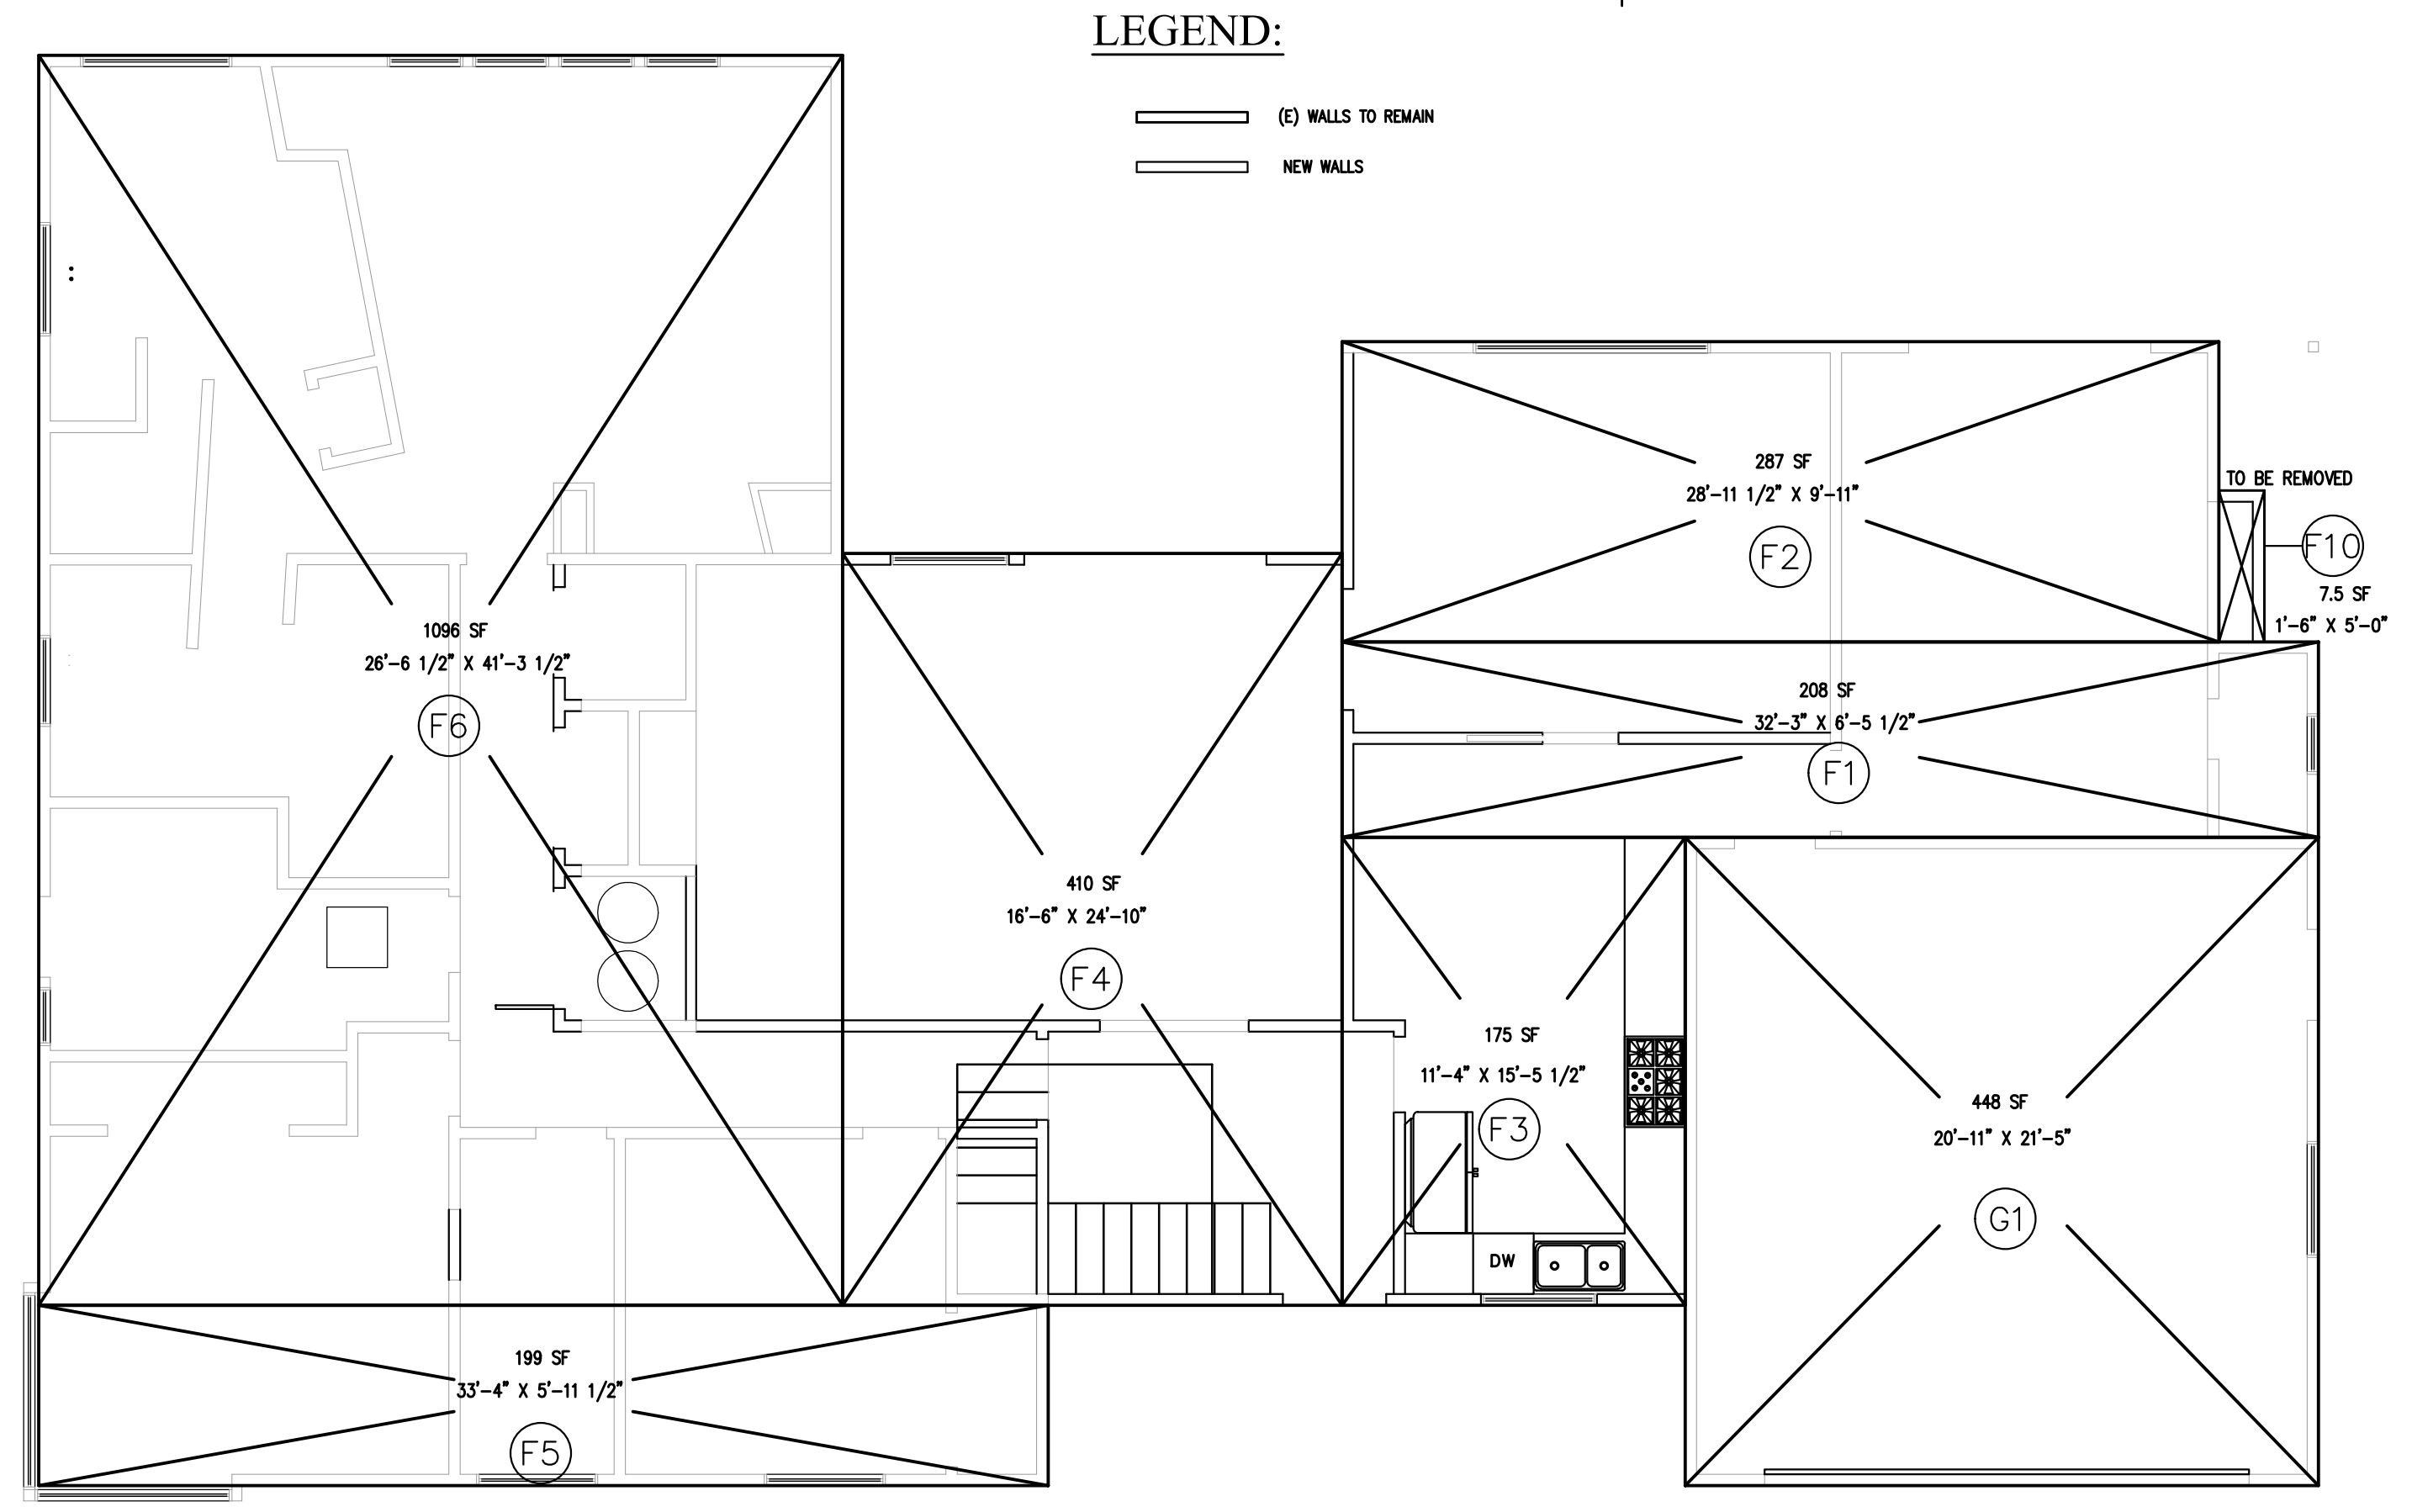 LEGEND:
(E) WALLS TO REMAIN
NEW WALLS
287 SF
28'-11 1/2" X 9'-11"
F2
TO BE REMOVED
F10
7.5 SF
1'-6" X 5'-0"
1096 SF
26'-6 1/2" X 41'-3 1/2"
F6
208 SF
32'-3" X 6'-5 1/2"
F1
410 SF
16'-6" X 24'-10"
F4
175 SF
11'-4" X 15'-5 1/2"
F3
DW
448 SF
20'-11" X 21'-5"
G1
199 SF
33'-4" X 5'-11 1/2"
F5